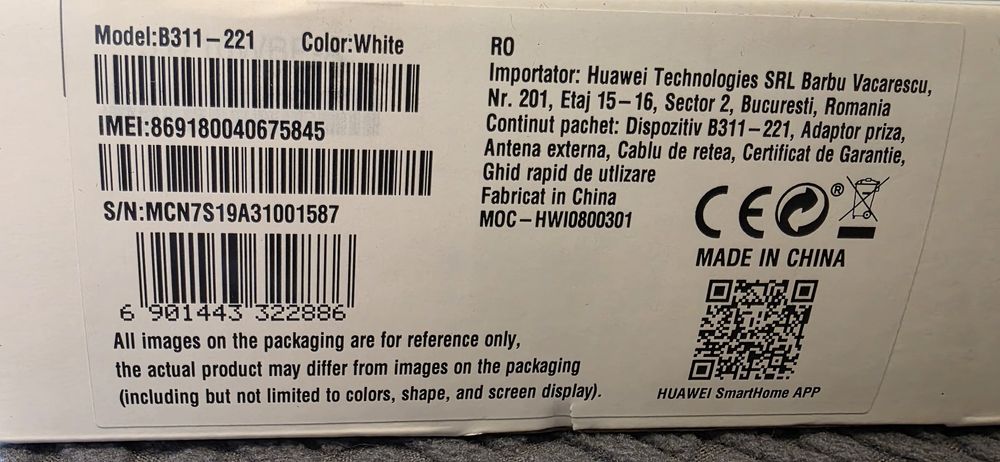 Model:B311-221 Color:White
IMEI:869180040675845
S/N:MCN7S19A31001587
6 901443 322886
All images on the packaging are for reference only,
the actual product may differ from images on the packaging
(including but not limited to colors, shape, and screen display).
RO
Importator: Huawei Technologies SRL Barbu Vacarescu,
Nr. 201, Etaj 15-16, Sector 2, Bucuresti, Romania
Continut pachet: Dispozitiv B311-221, Adaptor priza,
Antena externa, Cablu de retea, Certificat de Garantie,
Ghid rapid de utlizare
Fabricat in China
MOC-HWI0800301
CE ®
MADE IN CHINA
HUAWEI SmartHome APP